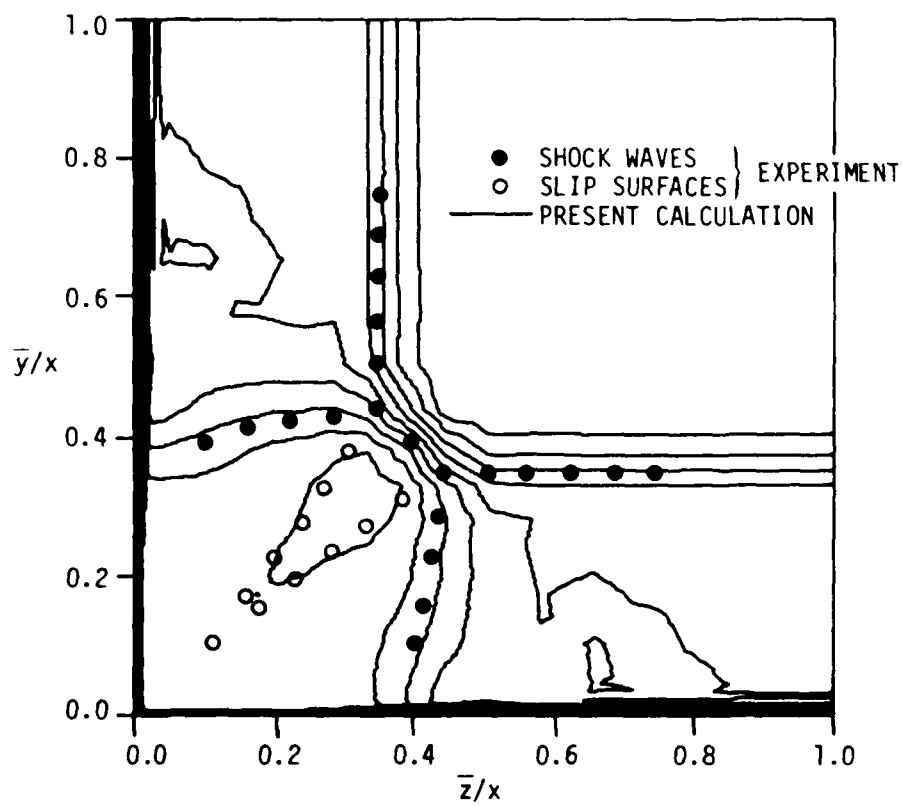 1.0
0.8
SHOCK WAVES
SLIP SURFACES
EXPERIMENT
PRESENT CALCULATION
0.6
y̅/x
0.4
0.2
0.0
0.0 0.2 0.4 0.6 0.8 1.0
z̅/x